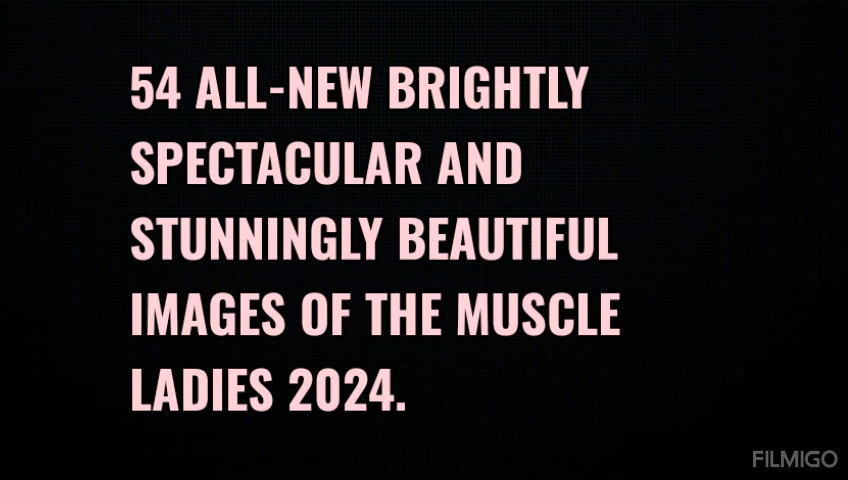 54 ALL-NEW BRIGHTLY
SPECTACULAR AND
STUNNINGLY BEAUTIFUL
IMAGES OF THE MUSCLE
LADIES 2024.
FILMIGO